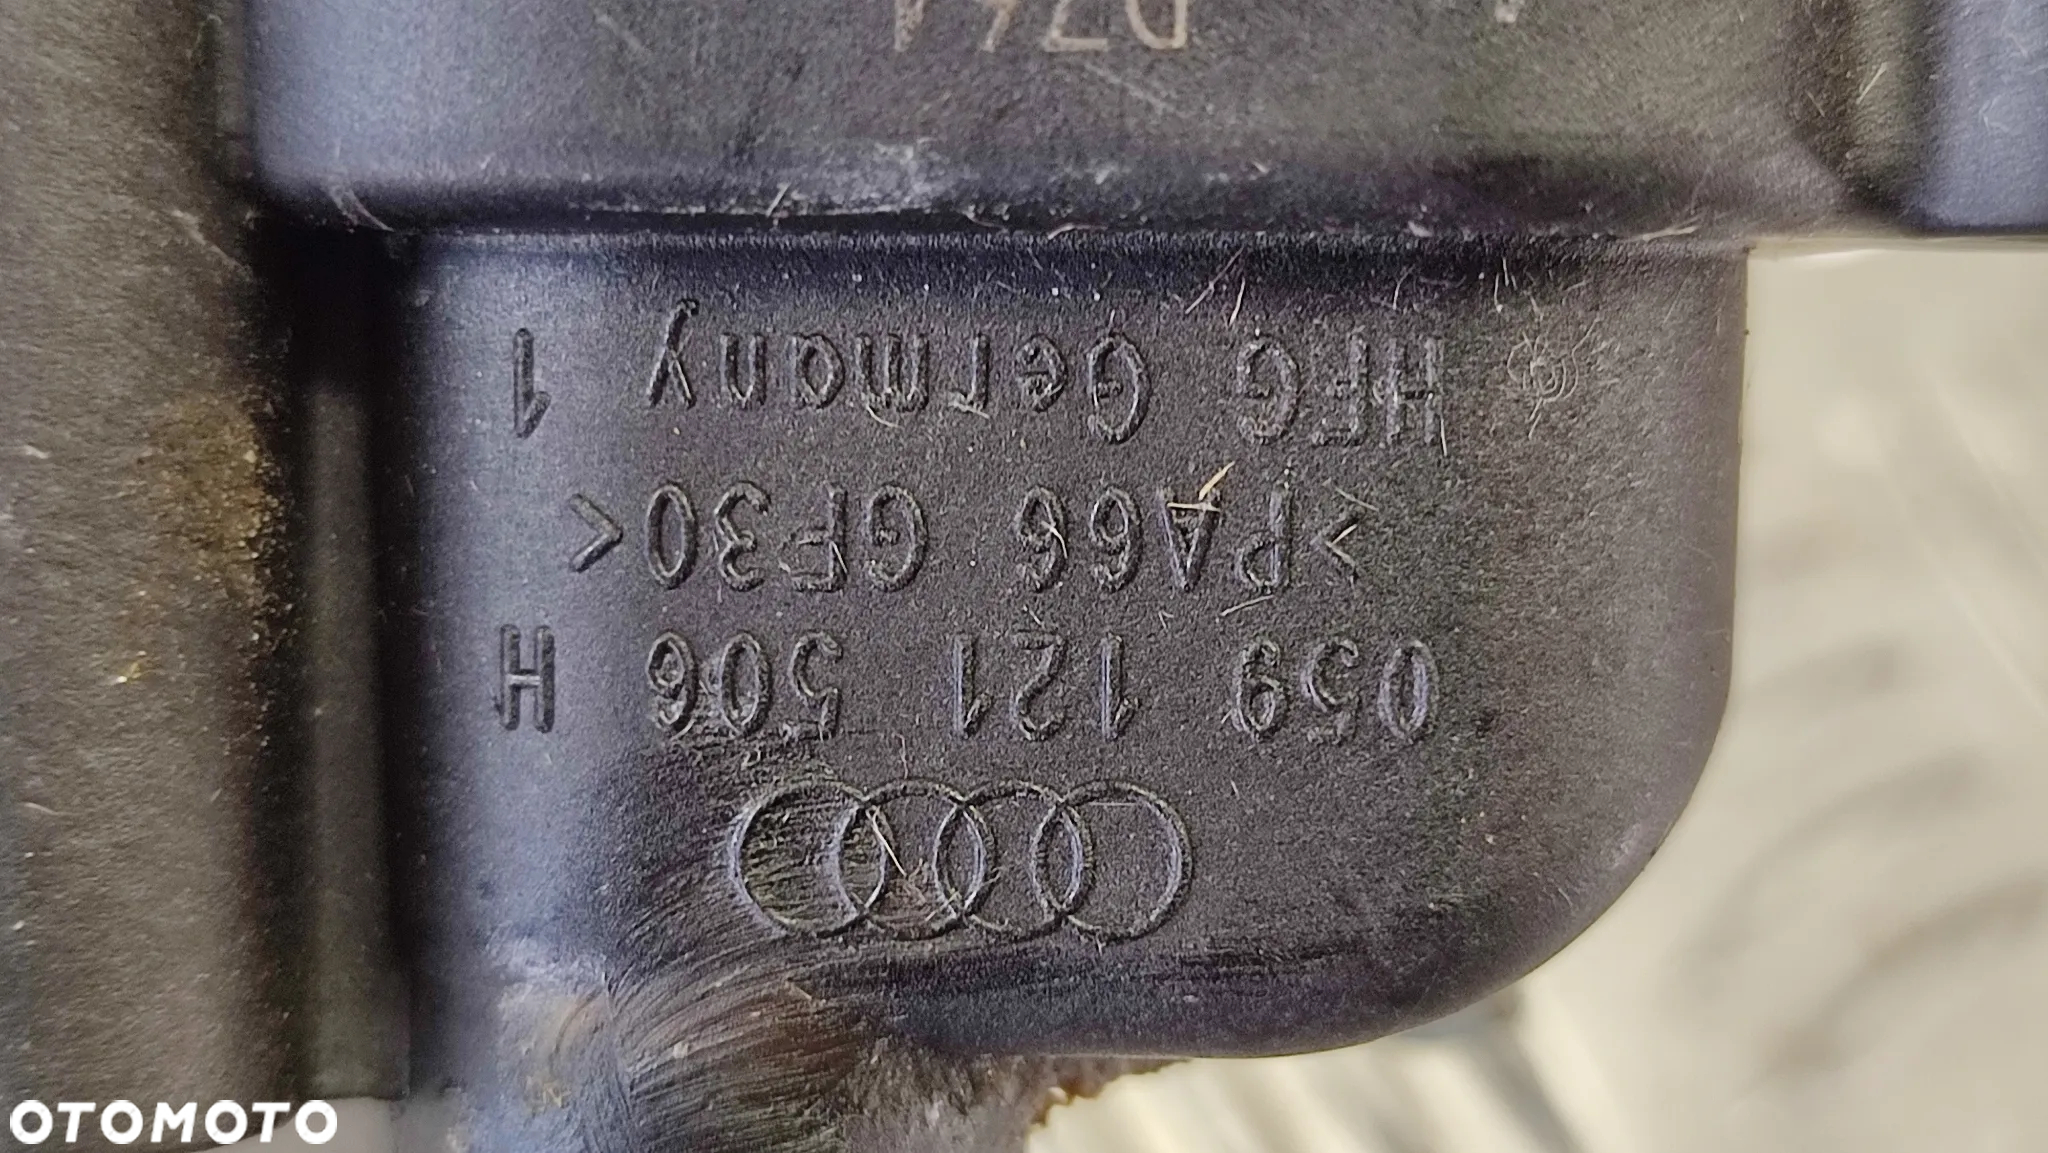 059 121 506 H
>PA66 GF30<
HFG Germany 1
OTOMOTO